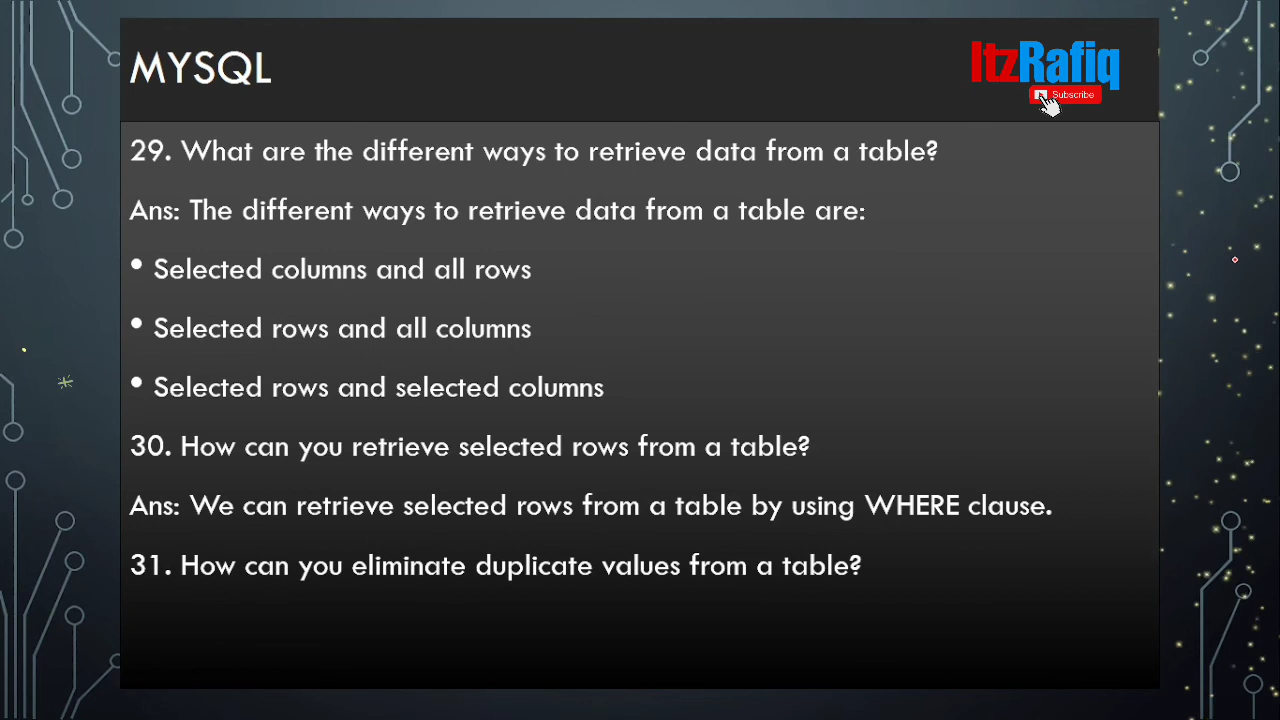 MYSQL
ItzRafiq
Subscribe
29. What are the different ways to retrieve data from a table?
Ans: The different ways to retrieve data from a table are:
• Selected columns and all rows
• Selected rows and all columns
• Selected rows and selected columns
30. How can you retrieve selected rows from a table?
Ans: We can retrieve selected rows from a table by using WHERE clause.
31. How can you eliminate duplicate values from a table?